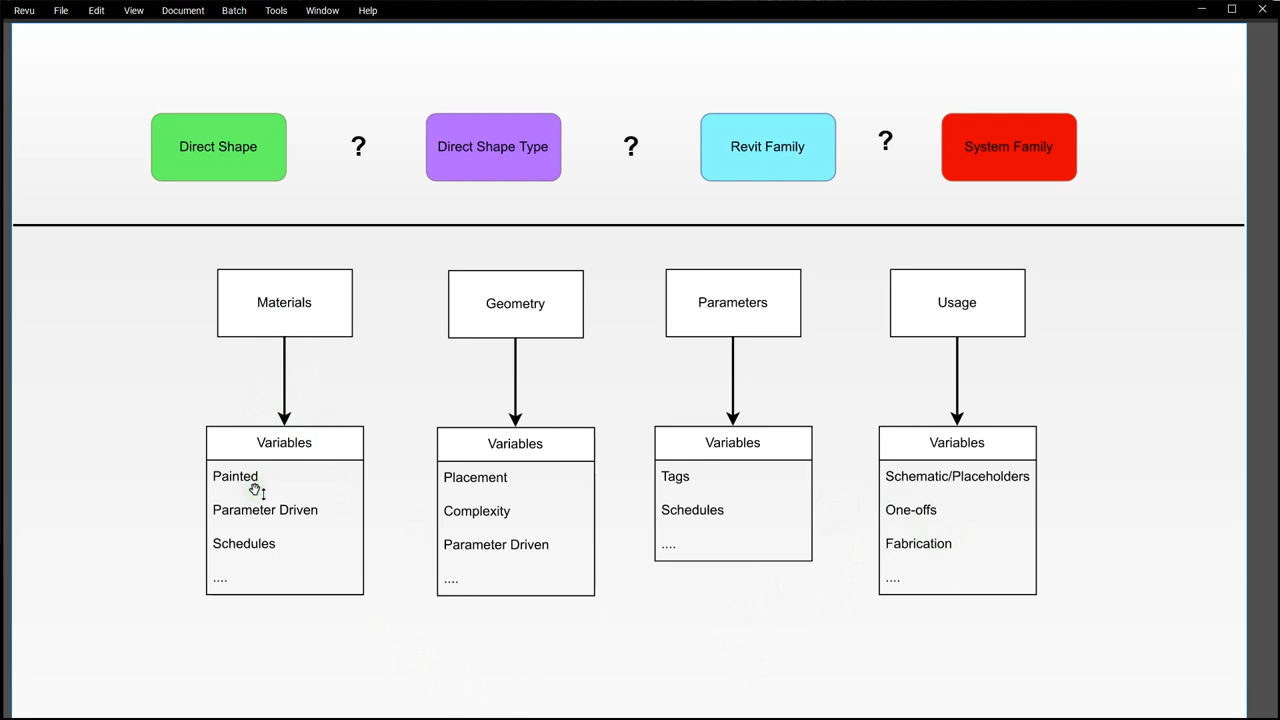 Revu File Edit View Document Batch Tools Window Help
Direct Shape ? Direct Shape Type ? Revit Family ? System Family
Materials
Geometry
Parameters
Usage
Variables
Painted
Parameter Driven
Schedules
....
Variables
Placement
Complexity
Parameter Driven
....
Variables
Tags
Schedules
....
Variables
Schematic/Placeholders
One-offs
Fabrication
....